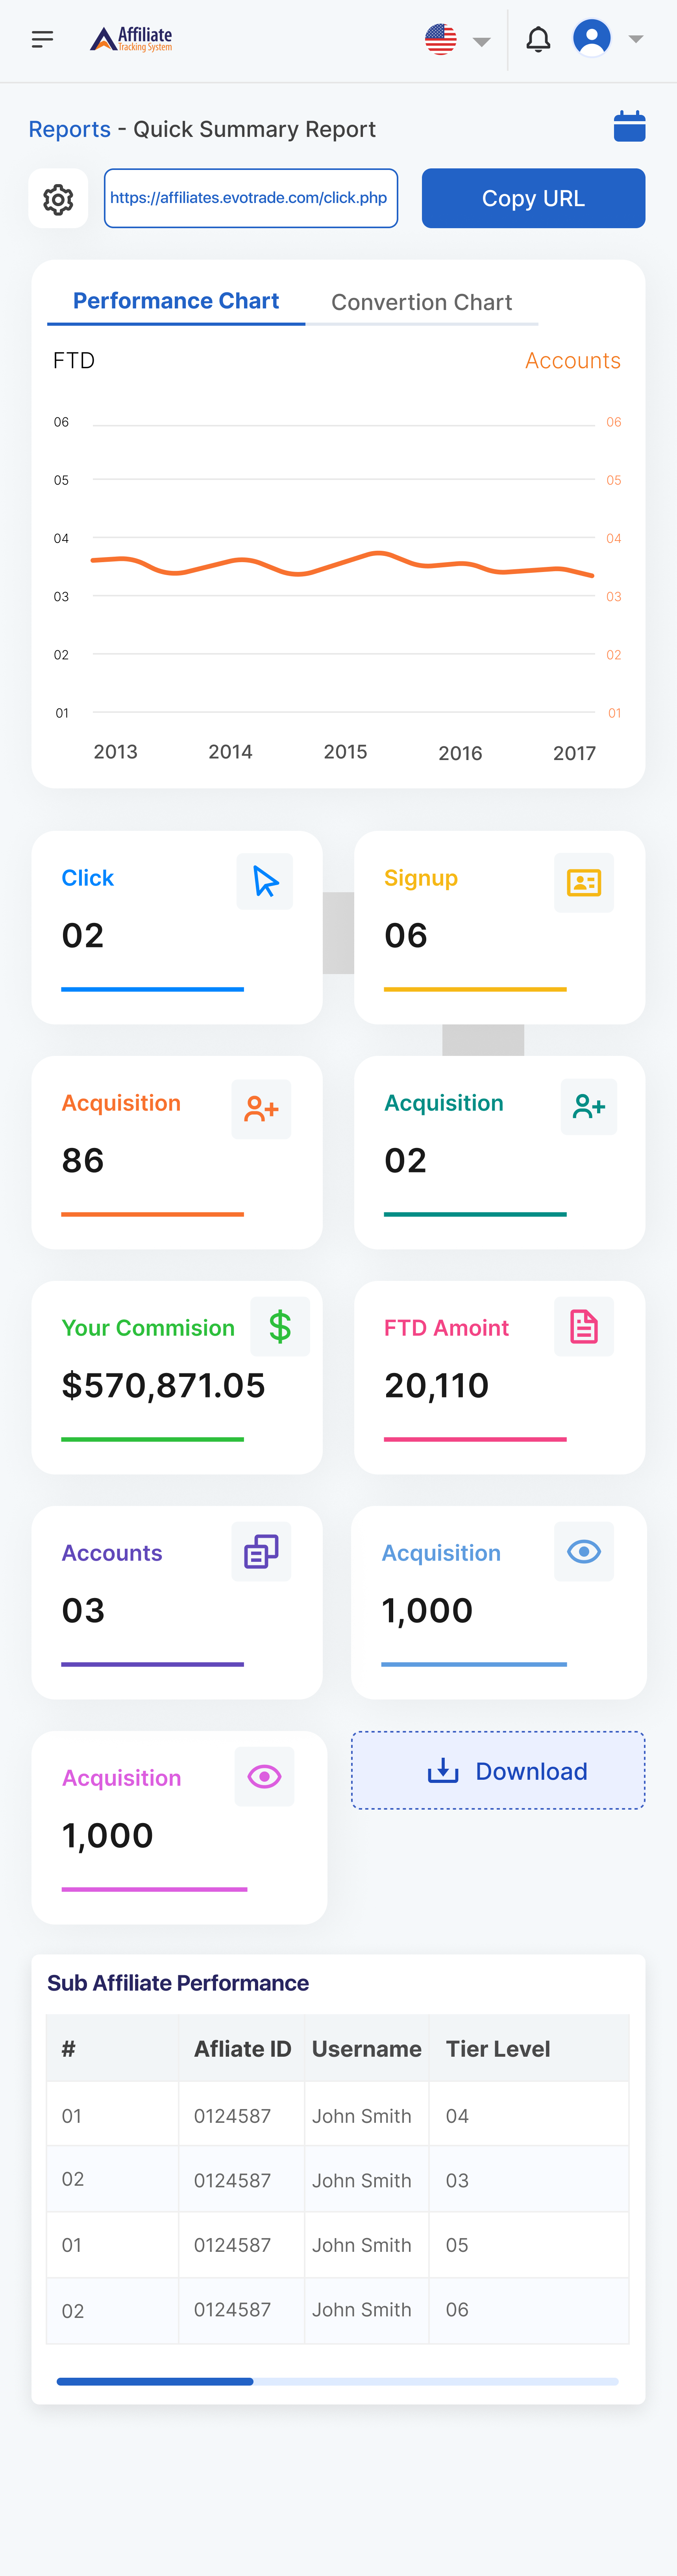 Affiliate
Tracking System
Reports - Quick Summary Report
https://affiliates.evotrade.com/click.php
Copy URL
Performance Chart
Convertion Chart
FTD
Accounts
06 06
05 05
04 04
03 03
02 02
01 01
2013 2014 2015 2016 2017
Click
02
Signup
06
Acquisition
86
Acquisition
02
Your Commision
$
$570,871.05
FTD Amoint
20,110
Accounts
03
Acquisition
1,000
Acquisition
1,000
Download
Sub Affiliate Performance
# Afliate ID Username Tier Level
01 0124587 John Smith 04
02 0124587 John Smith 03
01 0124587 John Smith 05
02 0124587 John Smith 06